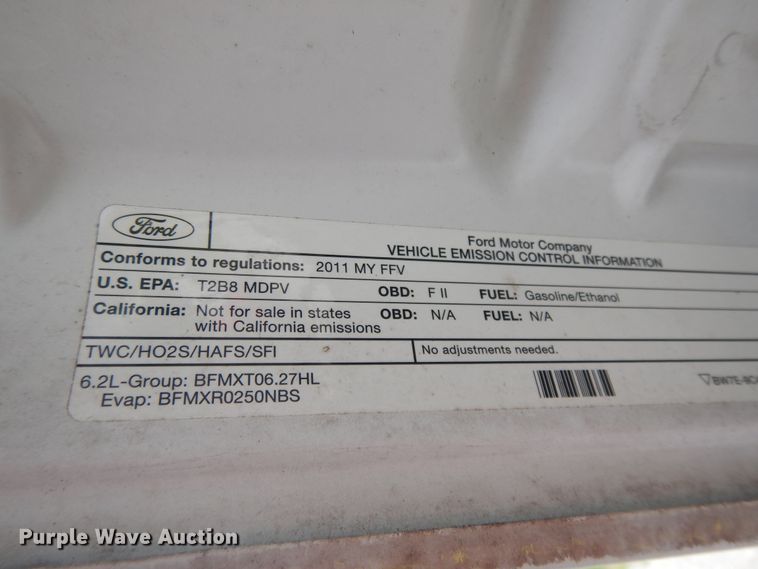 Ford
Ford Motor Company
VEHICLE EMISSION CONTROL INFORMATION
Conforms to regulations: 2011 MY FFV
U.S. EPA: T2B8 MDPV OBD: F II FUEL: Gasoline/Ethanol
California: Not for sale in states with California emissions OBD: N/A FUEL: N/A
TWC/HO2S/HAFS/SFI No adjustments needed.
6.2L-Group: BFMXT06.27HL
Evap: BFMXR0250NBS
Purple Wave Auction